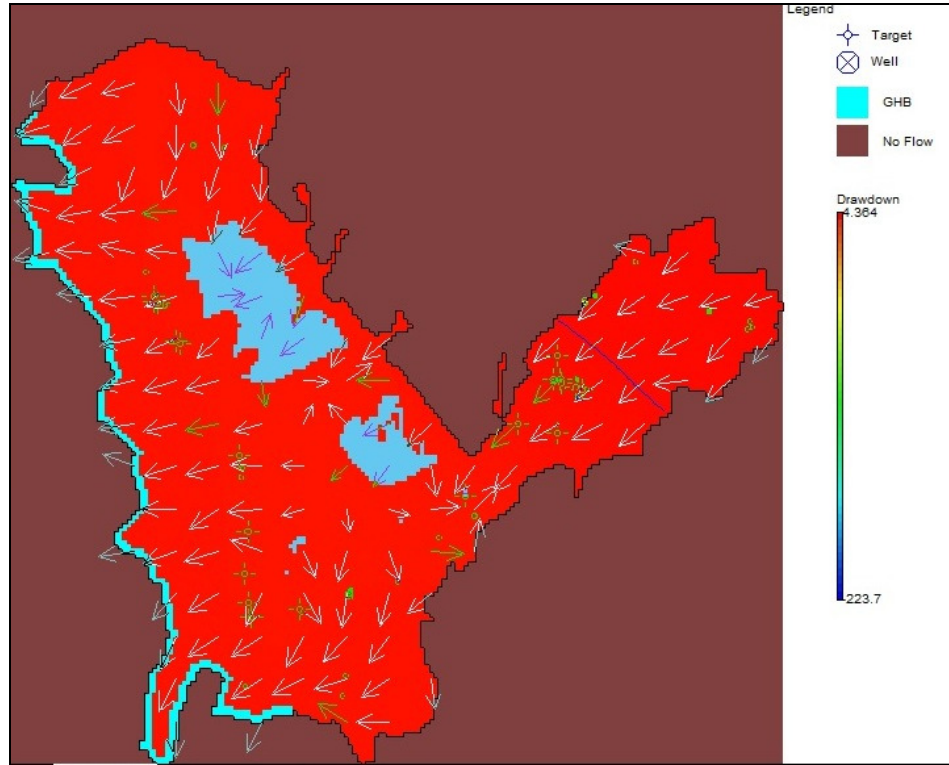 Legend
Target
Well
GHB
No Flow
Drawdown
4.364
223.7